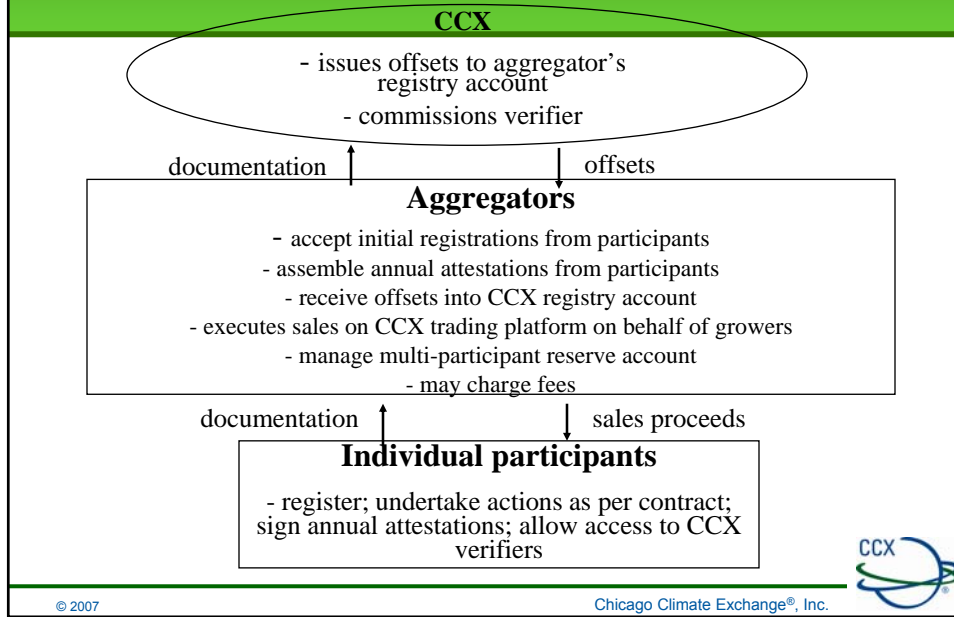 CCX
- issues offsets to aggregator's
registry account
- commissions verifier
documentation
offsets
Aggregators
- accept initial registrations from participants
- assemble annual attestations from participants
- receive offsets into CCX registry account
- executes sales on CCX trading platform on behalf of growers
- manage multi-participant reserve account
- may charge fees
documentation
sales proceeds
Individual participants
- register; undertake actions as per contract;
sign annual attestations; allow access to CCX
verifiers
CCX
®
© 2007
Chicago Climate Exchange®, Inc.